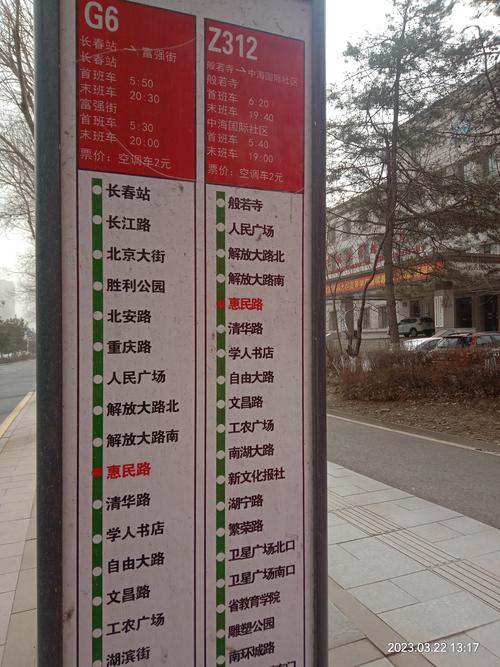 G6
长春站 → 富强街
长春站
首班车 5:50
末班车 20:30
富强街
首班车 5:30
末班车 20:00
票价：空调车2元
长春站
长江路
北京大街
胜利公园
北安路
重庆路
人民广场
解放大路北
解放大路南
惠民路
清华路
学人书店
自由大路
文昌路
工农广场
湖滨街
Z312
般若寺 → 中海国际社区
般若寺
首班车 6:20
末班车 19:40
中海国际社区
首班车 5:40
末班车 19:00
票价：空调车2元
般若寺
人民广场
解放大路北
解放大路南
惠民路
清华路
学人书店
自由大路
文昌路
工农广场
南湖大路
新文化报社
湖宁路
繁荣路
卫星广场北口
卫星广场南口
省教育学院
雕塑公园
南环城路
2023.03.22 13:17